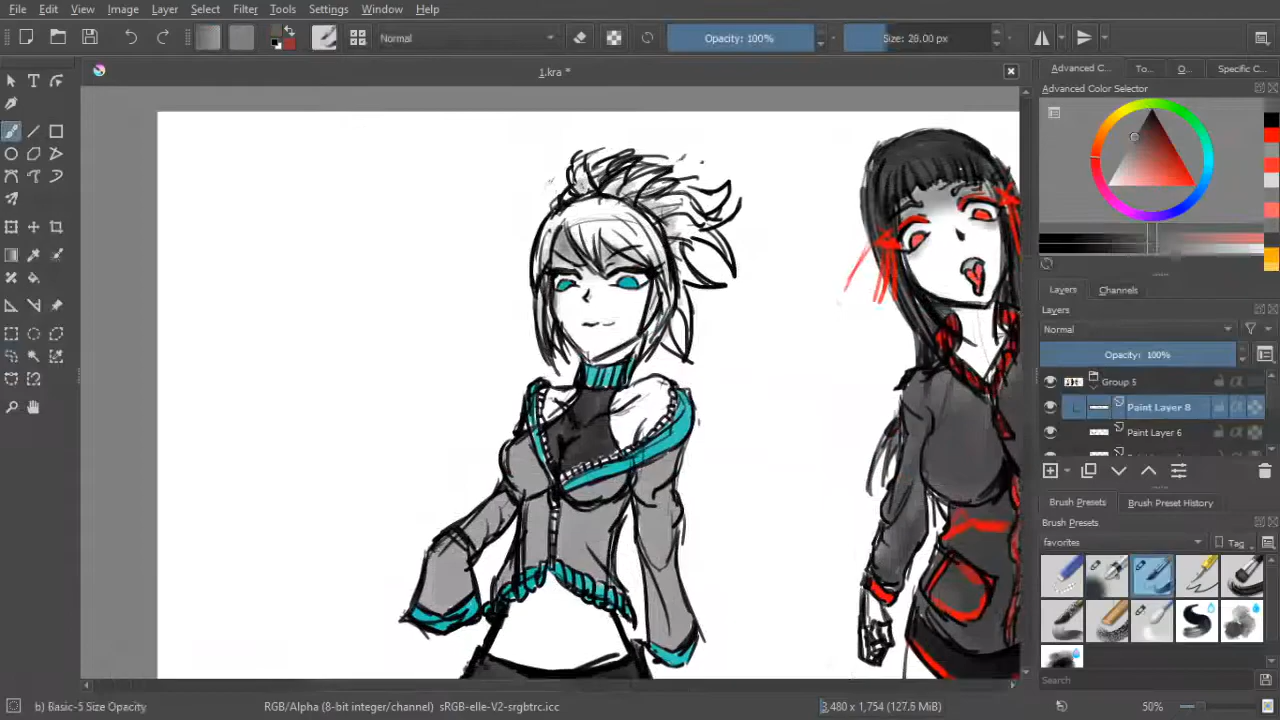 File Edit View Image Layer Select Filter Tools Settings Window Help
Normal Opacity: 100% Size: 28.00 px
1.kra *
Advanced C... To... O... Specific C...
Advanced Color Selector
Layers Channels
Layers
Normal
Opacity: 100%
Group 5
Paint Layer 8
Paint Layer 6
Brush Presets Brush Preset History
Brush Presets
favorites Tag
Search
b) Basic-5 Size Opacity RGB/Alpha (8-bit integer/channel) sRGB-elle-V2-srgbtrc.icc 3,480 x 1,754 (127.6 MiB) 50%